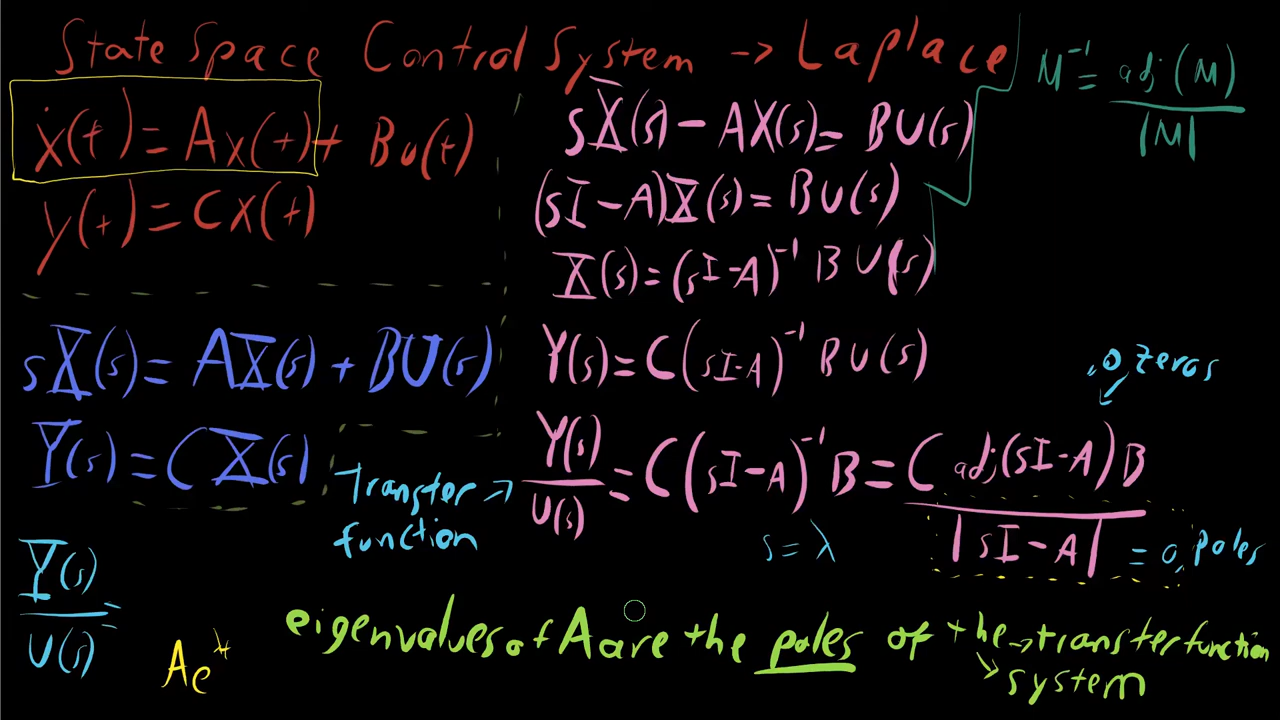 State Space Control System → Laplace
ẋ(t) = Ax(t) + Bu(t)
y(t) = Cx(t)
sX(s) = AX(s) + BU(s)
Y(s) = CX(s)
Y(s)/U(s) =
Ae^t
Transfer → function
sX(s) − AX(s) = BU(s)
(sI−A)X(s) = BU(s)
X(s) = (sI−A)⁻¹ B U(s)
Y(s) = C(sI−A)⁻¹ B U(s)
Y(s)/U(s) = C(sI−A)⁻¹B = C adj(sI−A)B / |sI−A| = 0, poles
= 0 zeros
s = λ
M⁻¹ = adj(M) / |M|
eigenvalues of A are the poles of the → transfer function
↘ system